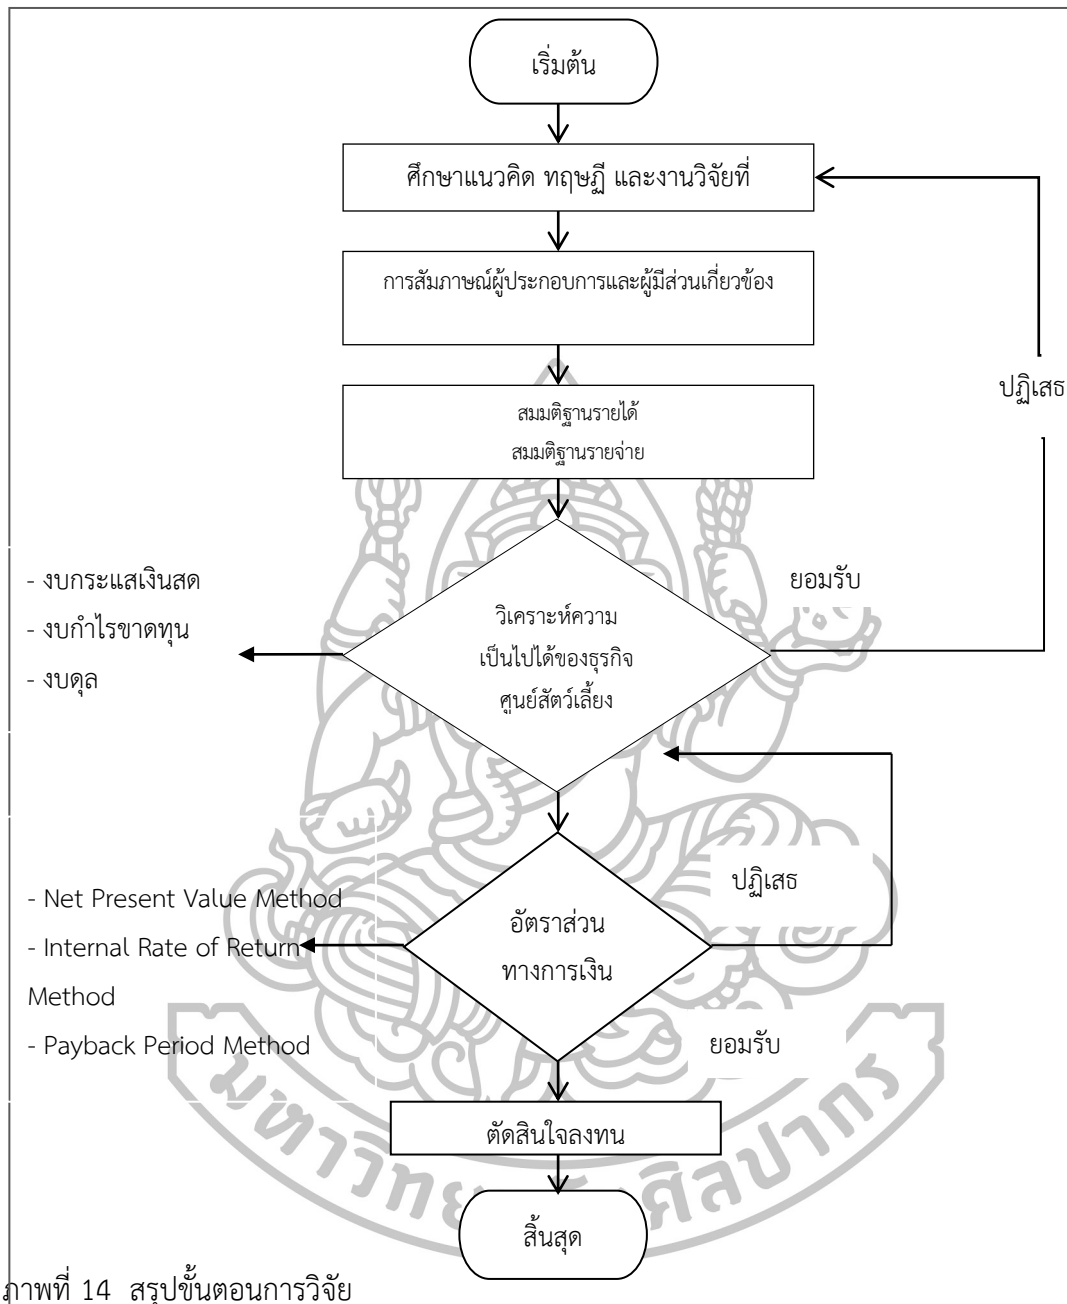 เริ่มต้น
ศึกษาแนวคิด ทฤษฏี และงานวิจัยที่
การสัมภาษณ์ผู้ประกอบการและผู้มีส่วนเกี่ยวข้อง
ปฏิเสธ
สมมติฐานรายได้
สมมติฐานรายจ่าย
- งบกระแสเงินสด
- งบกำไรขาดทุน
- งบดุล
วิเคราะห์ความ
เป็นไปได้ของธุรกิจ
ศูนย์สัตว์เลี้ยง
ยอมรับ
- Net Present Value Method
- Internal Rate of Return
Method
- Payback Period Method
อัตราส่วน
ทางการเงิน
ปฏิเสธ
ยอมรับ
ตัดสินใจลงทน
สิ้นสุด
ภาพที่ 14 สรุปขั้นตอนการวิจัย